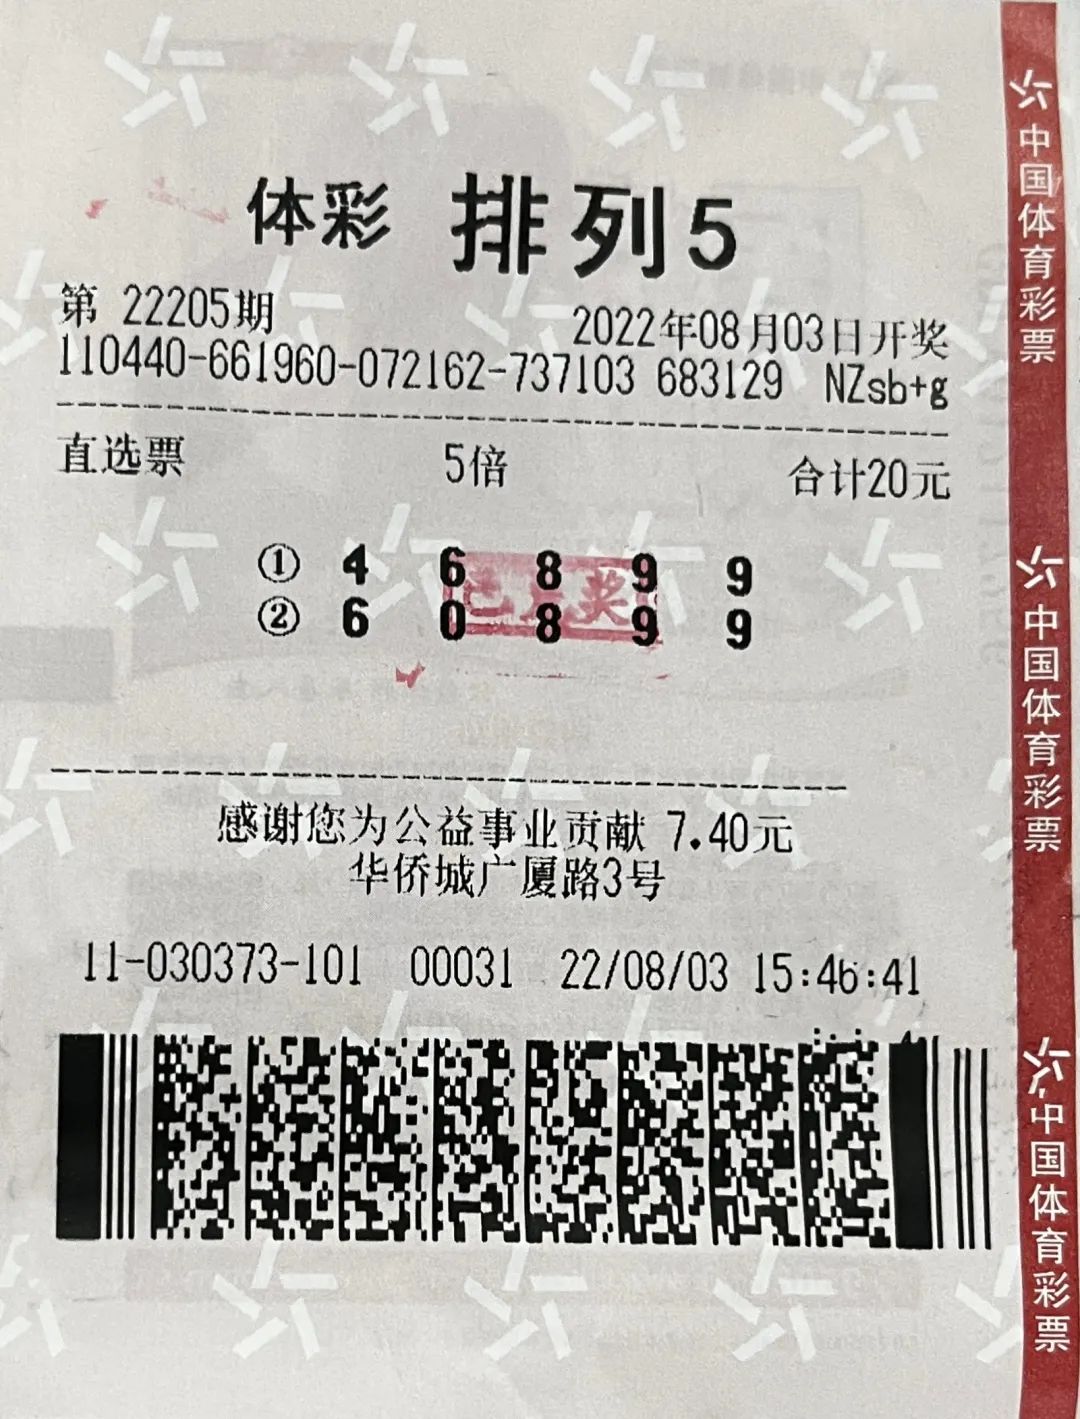 体彩 排列5
第 22205期 2022年08月03日开奖
110440-661960-072162-737103 683129 NZsb+g
直选票 5倍 合计20元
① 4 6 8 9 9
② 6 0 8 9 9
感谢您为公益事业贡献 7.40元
华侨城广厦路3号
11-030373-101 00031 22/08/03 15:46:41
中国体育彩票
中国体育彩票
中国体育彩票